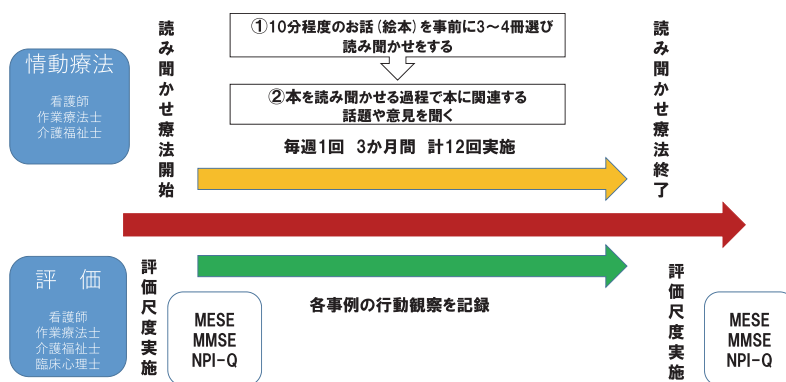 情動療法
看護師
作業療法士
介護福祉士
読み聞かせ療法開始
①10分程度のお話(絵本)を事前に3～4冊選び
読み聞かせをする
②本を読み聞かせる過程で本に関連する
話題や意見を聞く
毎週1回 3か月間 計12回実施
読み聞かせ療法終了
評 価
看護師
作業療法士
介護福祉士
臨床心理士
評価尺度実施
MESE
MMSE
NPI-Q
各事例の行動観察を記録
評価尺度実施
MESE
MMSE
NPI-Q